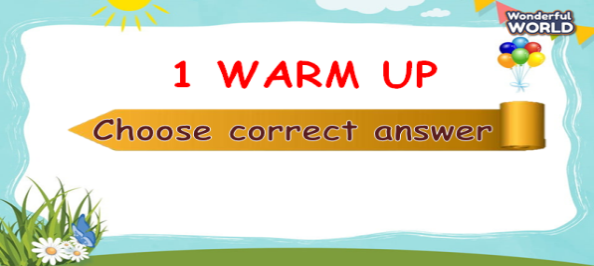 Wonderful
WORLD
1 WARM UP
Choose correct answer